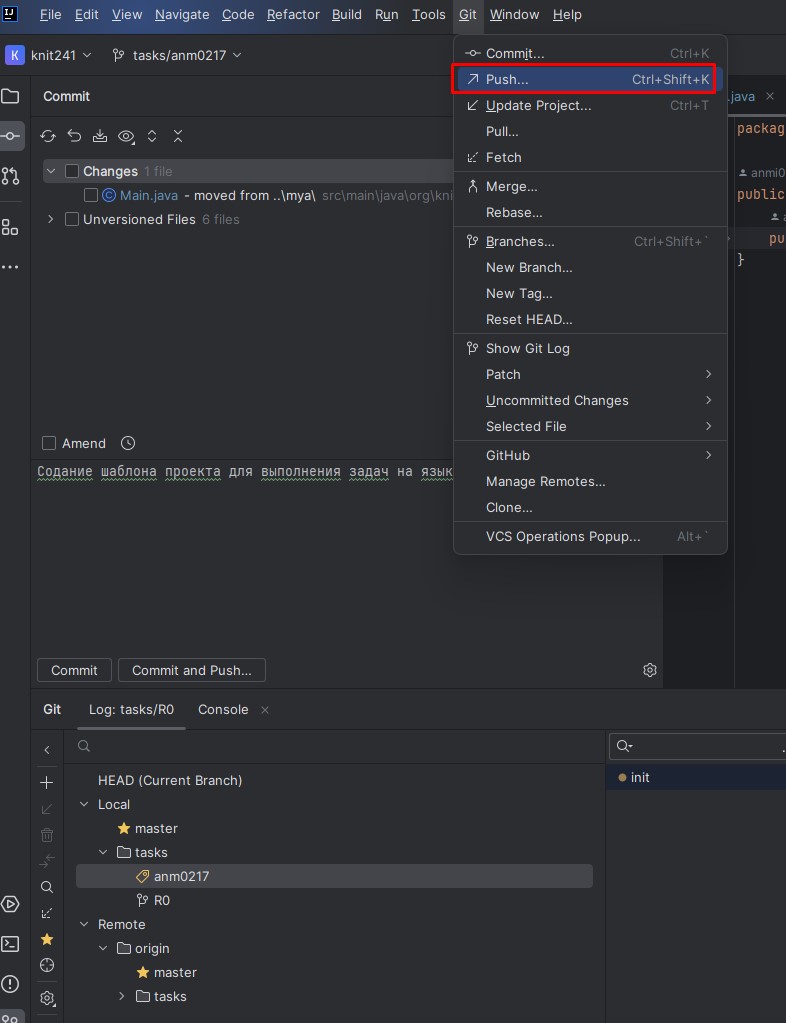 File Edit View Navigate Code Refactor Build Run Tools Git Window Help
K knit241 tasks/anm0217
Commit
Changes 1 file
Main.java - moved from ..\mya\ src\main\java\org\kni
Unversioned Files 6 files
Amend
Содание шаблона проекта для выполнения задач на язык
Commit Commit and Push...
Commit... Ctrl+K
Push... Ctrl+Shift+K
Update Project... Ctrl+T
Pull...
Fetch
Merge...
Rebase...
Branches... Ctrl+Shift+`
New Branch...
New Tag...
Reset HEAD...
Show Git Log
Patch
Uncommitted Changes
Selected File
GitHub
Manage Remotes...
Clone...
VCS Operations Popup... Alt+`
.java
packag
anmi0
public
pu
}
Git Log: tasks/R0 Console
HEAD (Current Branch)
Local
master
tasks
anm0217
R0
Remote
origin
master
tasks
init